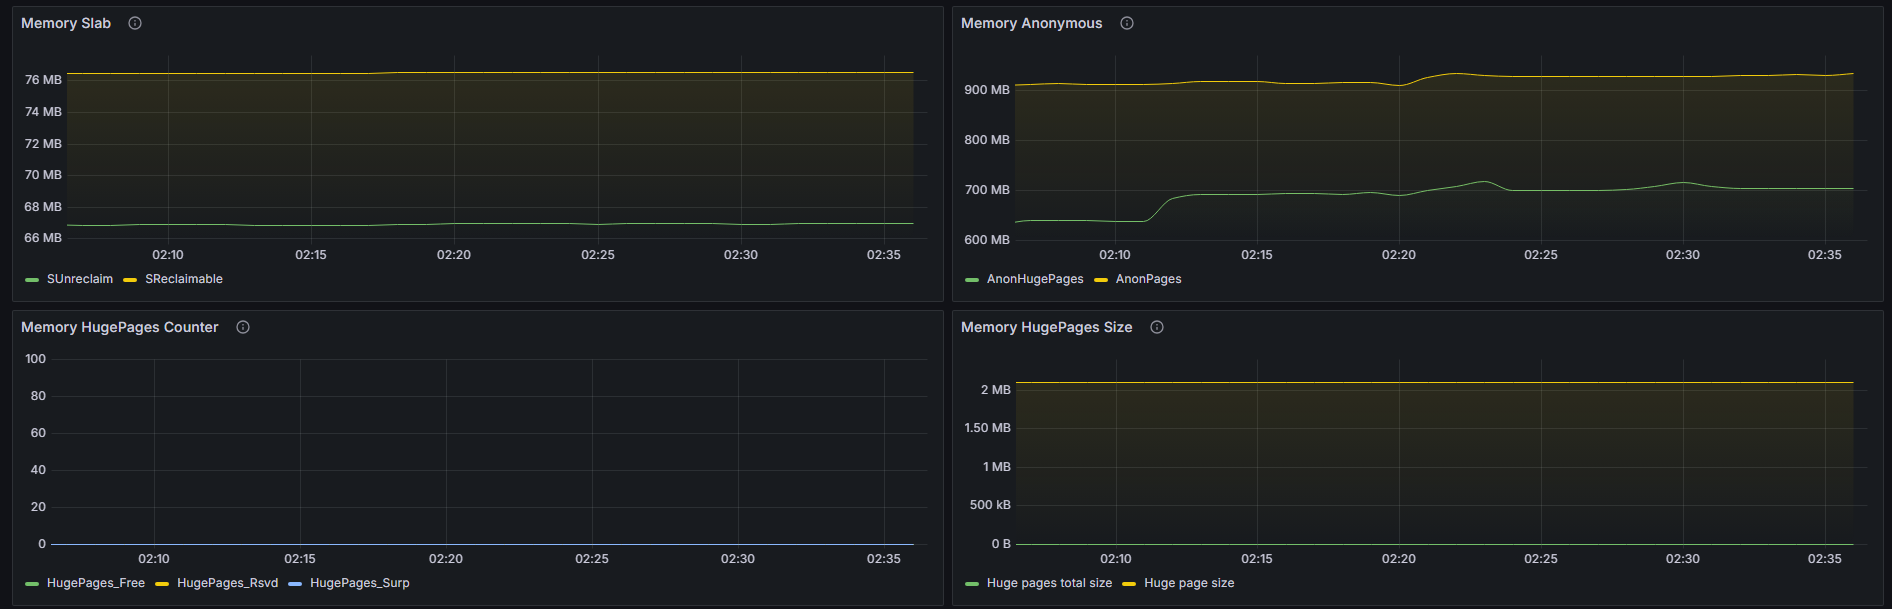 Memory Slab
76 MB
74 MB
72 MB
70 MB
68 MB
66 MB
02:10 02:15 02:20 02:25 02:30 02:35
SUnreclaim SReclaimable
Memory Anonymous
900 MB
800 MB
700 MB
600 MB
02:10 02:15 02:20 02:25 02:30 02:35
AnonHugePages AnonPages
Memory HugePages Counter
100
80
60
40
20
0
02:10 02:15 02:20 02:25 02:30 02:35
HugePages_Free HugePages_Rsvd HugePages_Surp
Memory HugePages Size
2 MB
1.50 MB
1 MB
500 kB
0 B
02:10 02:15 02:20 02:25 02:30 02:35
Huge pages total size Huge page size